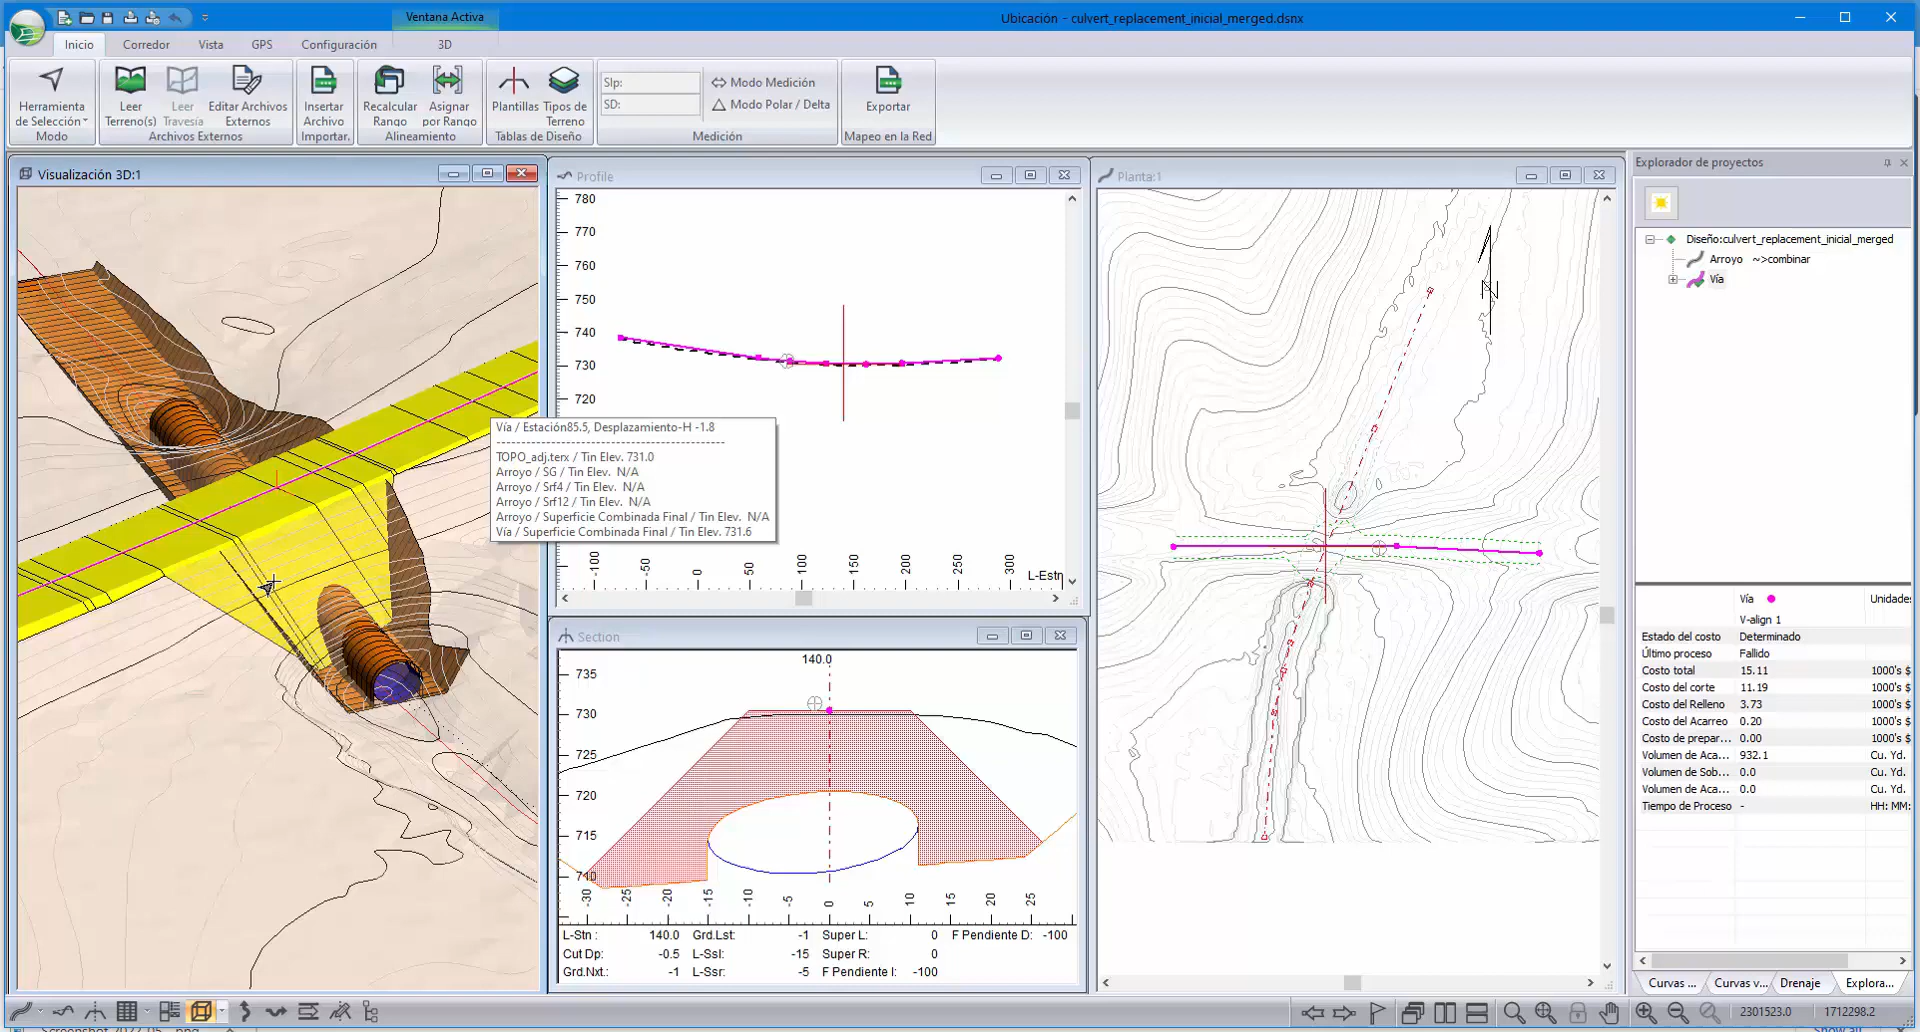 Ventana Activa
Ubicación - culvert_replacement_inicial_merged.dsnx
Inicio
Corredor
Vista
GPS
Configuración
3D
Herramienta de Selección
Modo
Leer Terreno(s)
Leer Travesía
Editar Archivos Externos
Archivos Externos
Insertar Archivo
Importar.
Recalcular Rango
Asignar por Rango
Alineamiento
Plantillas
Tipos de Terreno
Tablas de Diseño
Slp:
SD:
Modo Medición
Modo Polar / Delta
Medición
Exportar
Mapeo en la Red
Visualización 3D:1
Profile
780
770
760
750
740
730
720
-100
-50
0
50
100
150
200
250
300
L-Estn
Vía / Estación85.5, Desplazamiento-H -1.8
------------------------------------------------
TOPO_adj.terx / Tin Elev. 731.0
Arroyo / SG / Tin Elev. N/A
Arroyo / Srf4 / Tin Elev. N/A
Arroyo / Srf12 / Tin Elev. N/A
Arroyo / Superficie Combinada Final / Tin Elev. N/A
Vía / Superficie Combinada Final / Tin Elev. 731.6
Section
140.0
735
730
725
720
715
710
-30
-25
-20
-15
-10
-5
0
5
10
15
20
25
L-Stn : 140.0 Grd.Lst: -1 Super L: 0 F Pendiente D: -100
Cut Dp: -0.5 L-Ssl: -15 Super R: 0
Grd.Nxt.: -1 L-Ssr: -5 F Pendiente I: -100
Planta:1
N
Explorador de proyectos
Diseño:culvert_replacement_inicial_merged
Arroyo ~>combinar
Vía
Vía Unidades
V-align 1
Estado del costo Determinado
Último proceso Fallido
Costo total 15.11 1000's $
Costo del corte 11.19 1000's $
Costo del Relleno 3.73 1000's $
Costo del Acarreo 0.20 1000's $
Costo de prepar... 0.00 1000's $
Volumen de Aca... 932.1 Cu. Yd.
Volumen de Sob... 0.0 Cu. Yd.
Volumen de Aca... 0.0 Cu. Yd.
Tiempo de Proceso - HH: MM:
Curvas ...
Curvas v...
Drenaje
Explora...
2301523.0
1712298.2